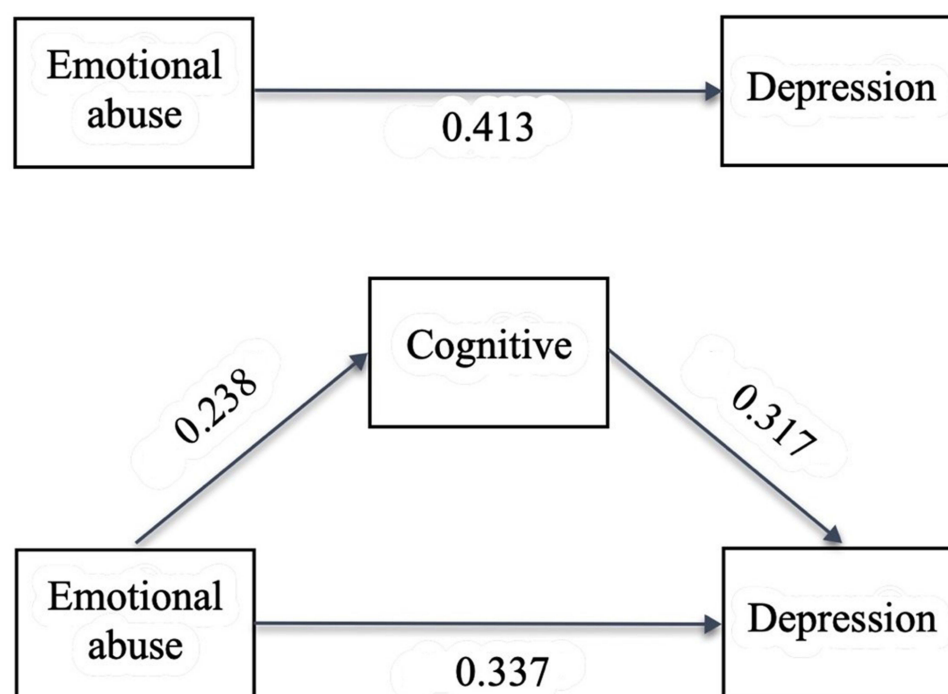 Emotional
abuse
Depression
0.413
Cognitive
0.238
0.317
Emotional
abuse
Depression
0.337